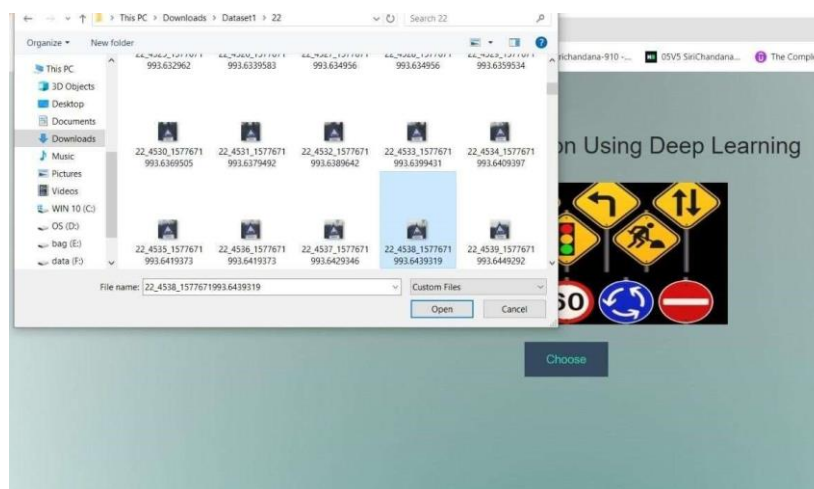 This PC > Downloads > Dataset1 > 22
Search 22
Organize
New folder
This PC
3D Objects
Desktop
Documents
Downloads
Music
Pictures
Videos
WIN 10 (C:)
OS (D:)
bag (E:)
data (F:)
993.632962
993.6339583
993.634956
993.634956
993.6359534
22_4530_1577671
993.6369505
22_4531_1577671
993.6379492
22_4532_1577671
993.6389642
22_4533_1577671
993.6399431
22_4534_1577671
993.6409397
22_4535_1577671
993.6419373
22_4536_1577671
993.6419373
22_4537_1577671
993.6429346
22_4538_1577671
993.6439319
22_4539_1577671
993.6449292
File name: 22_4538_1577671993.6439319
Custom Files
Open
Cancel
richandana-910 -...
05V5 SiriChandana...
The Comple
on Using Deep Learning
60
Choose